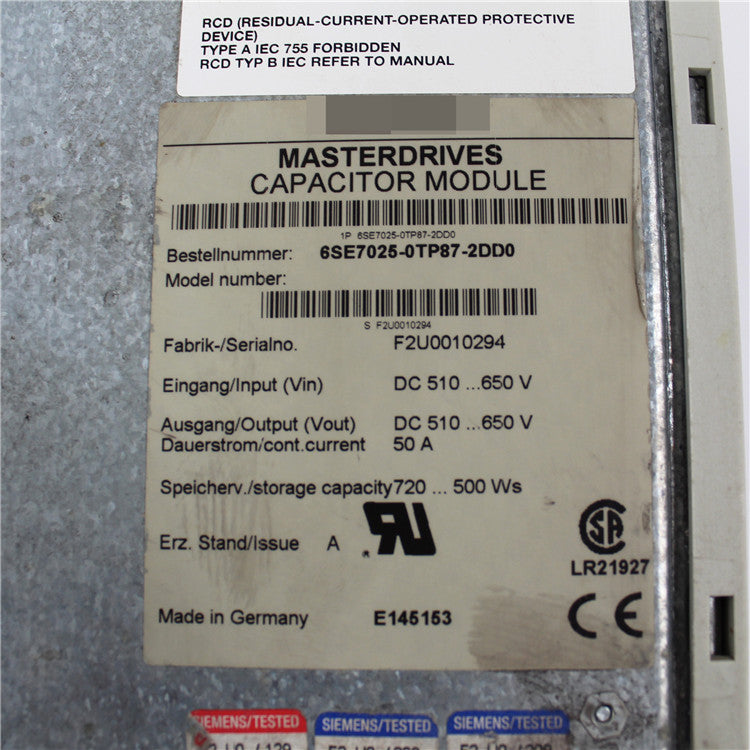 RCD (RESIDUAL-CURRENT-OPERATED PROTECTIVE
DEVICE)
TYPE A IEC 755 FORBIDDEN
RCD TYP B IEC REFER TO MANUAL
MASTERDRIVES
CAPACITOR MODULE
1P 6SE7025-0TP87-2DD0
Bestellnummer: 6SE7025-0TP87-2DD0
Model number:
S F2U0010294
Fabrik-/Serialno. F2U0010294
Eingang/Input (Vin) DC 510 ...650 V
Ausgang/Output (Vout) DC 510 ...650 V
Dauerstrom/cont.current 50 A
Speicherv./storage capacity720 ... 500 Ws
Erz. Stand/Issue A
LR21927
Made in Germany E145153
CE
SIEMENS/TESTED SIEMENS/TESTED SIEMENS/TESTED